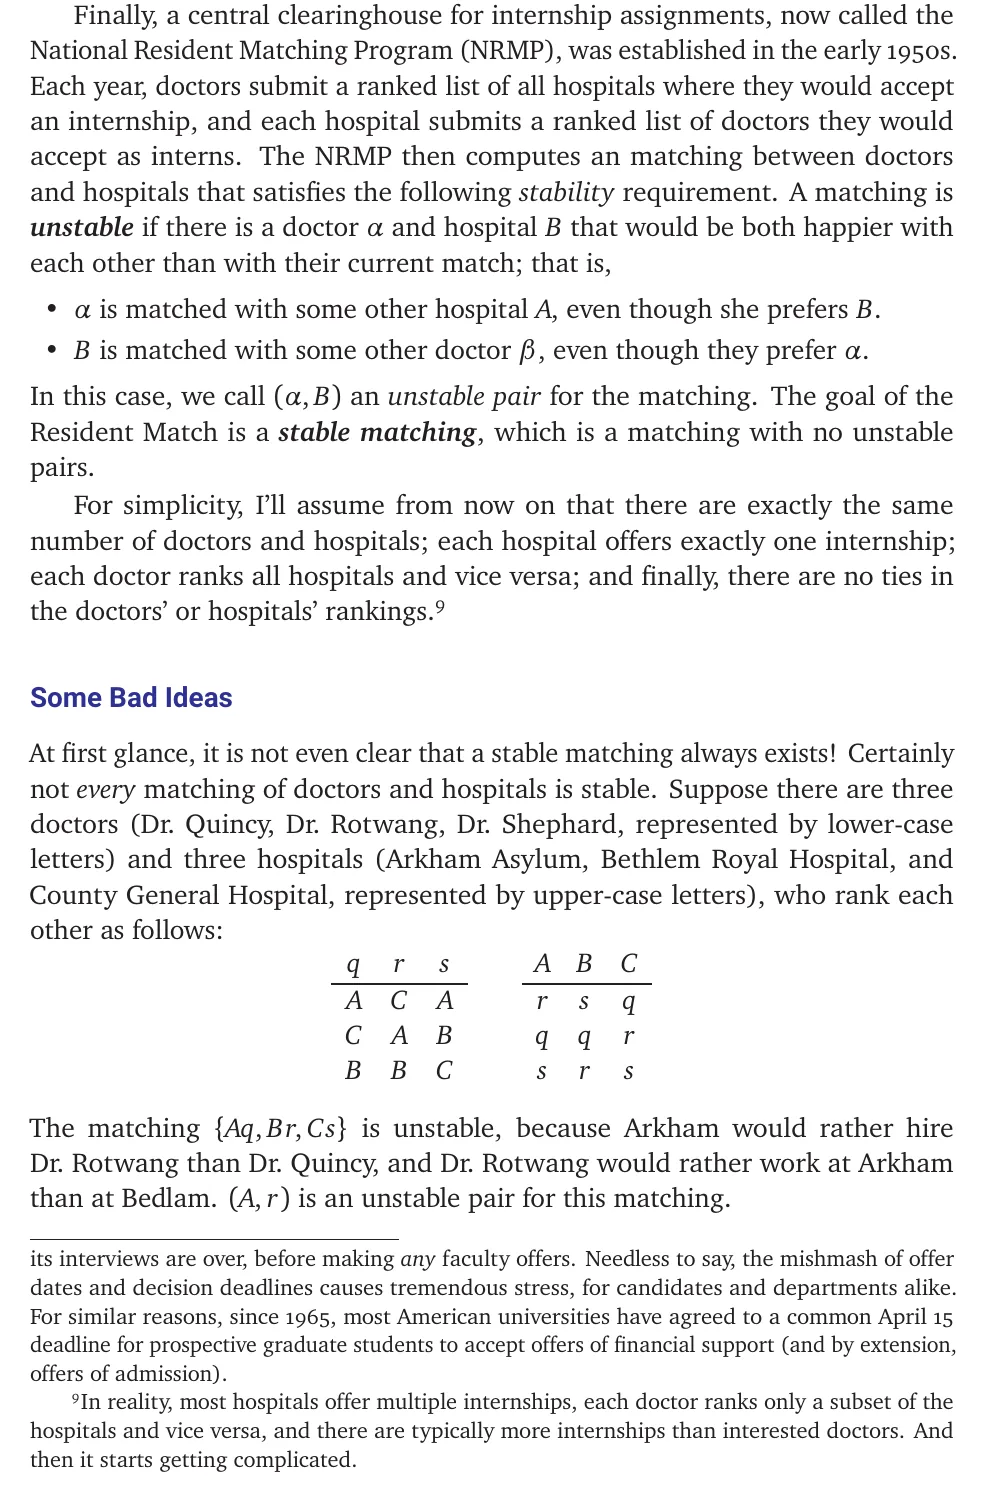 Finally, a central clearinghouse for internship assignments, now called the
National Resident Matching Program (NRMP), was established in the early 1950s.
Each year, doctors submit a ranked list of all hospitals where they would accept
an internship, and each hospital submits a ranked list of doctors they would
accept as interns. The NRMP then computes an matching between doctors
and hospitals that satisfies the following stability requirement. A matching is
unstable if there is a doctor α and hospital B that would be both happier with
each other than with their current match; that is,
• α is matched with some other hospital A, even though she prefers B.
• B is matched with some other doctor β, even though they prefer α.
In this case, we call (α, B) an unstable pair for the matching. The goal of the
Resident Match is a stable matching, which is a matching with no unstable
pairs.
For simplicity, I’ll assume from now on that there are exactly the same
number of doctors and hospitals; each hospital offers exactly one internship;
each doctor ranks all hospitals and vice versa; and finally, there are no ties in
the doctors’ or hospitals’ rankings.⁹
Some Bad Ideas
At first glance, it is not even clear that a stable matching always exists! Certainly
not every matching of doctors and hospitals is stable. Suppose there are three
doctors (Dr. Quincy, Dr. Rotwang, Dr. Shephard, represented by lower-case
letters) and three hospitals (Arkham Asylum, Bethlem Royal Hospital, and
County General Hospital, represented by upper-case letters), who rank each
other as follows:
q r s A B C
A C A r s q
C A B q q r
B B C s r s
The matching {Aq, Br, Cs} is unstable, because Arkham would rather hire
Dr. Rotwang than Dr. Quincy, and Dr. Rotwang would rather work at Arkham
than at Bedlam. (A, r) is an unstable pair for this matching.
its interviews are over, before making any faculty offers. Needless to say, the mishmash of offer
dates and decision deadlines causes tremendous stress, for candidates and departments alike.
For similar reasons, since 1965, most American universities have agreed to a common April 15
deadline for prospective graduate students to accept offers of financial support (and by extension,
offers of admission).
⁹In reality, most hospitals offer multiple internships, each doctor ranks only a subset of the
hospitals and vice versa, and there are typically more internships than interested doctors. And
then it starts getting complicated.